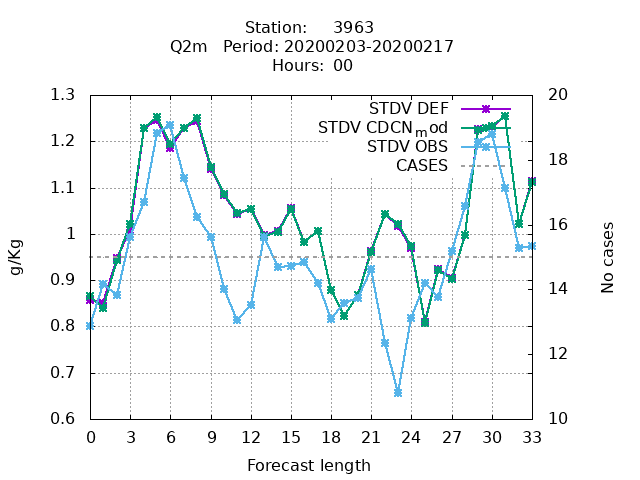 Station: 3963
Q2m Period: 20200203-20200217
Hours: 00
1.3
1.2
1.1
1
0.9
0.8
0.7
0.6
g/Kg
STDV DEF
STDV CDCN_mod
STDV OBS
CASES
20
18
16
14
12
10
No cases
0 3 6 9 12 15 18 21 24 27 30 33
Forecast length